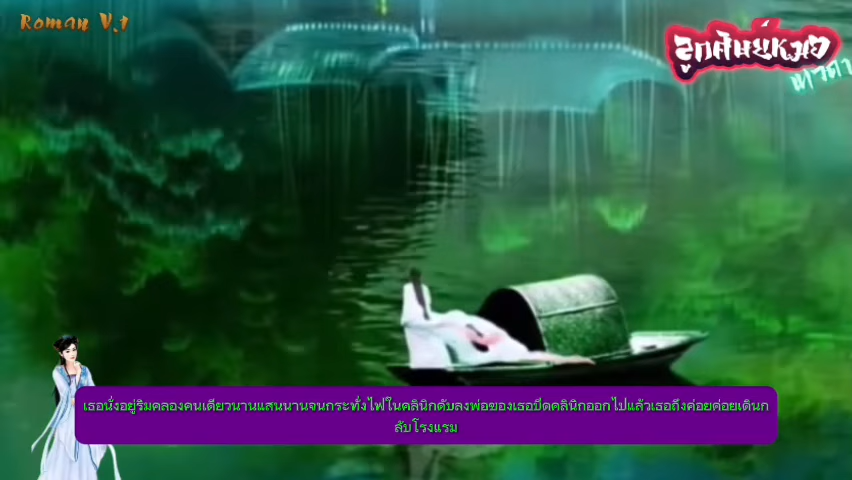 Roman V.1
ลูกศิษย์หมอ
เธอนั่งอยู่ริมคลองคนเดียวนานแสนนานจนกระทั่งไฟในคลินิกดับลงพ่อของเธอปิดคลินิกออกไปแล้วเธอถึงค่อยค่อยเดินก
ลับโรงแรม